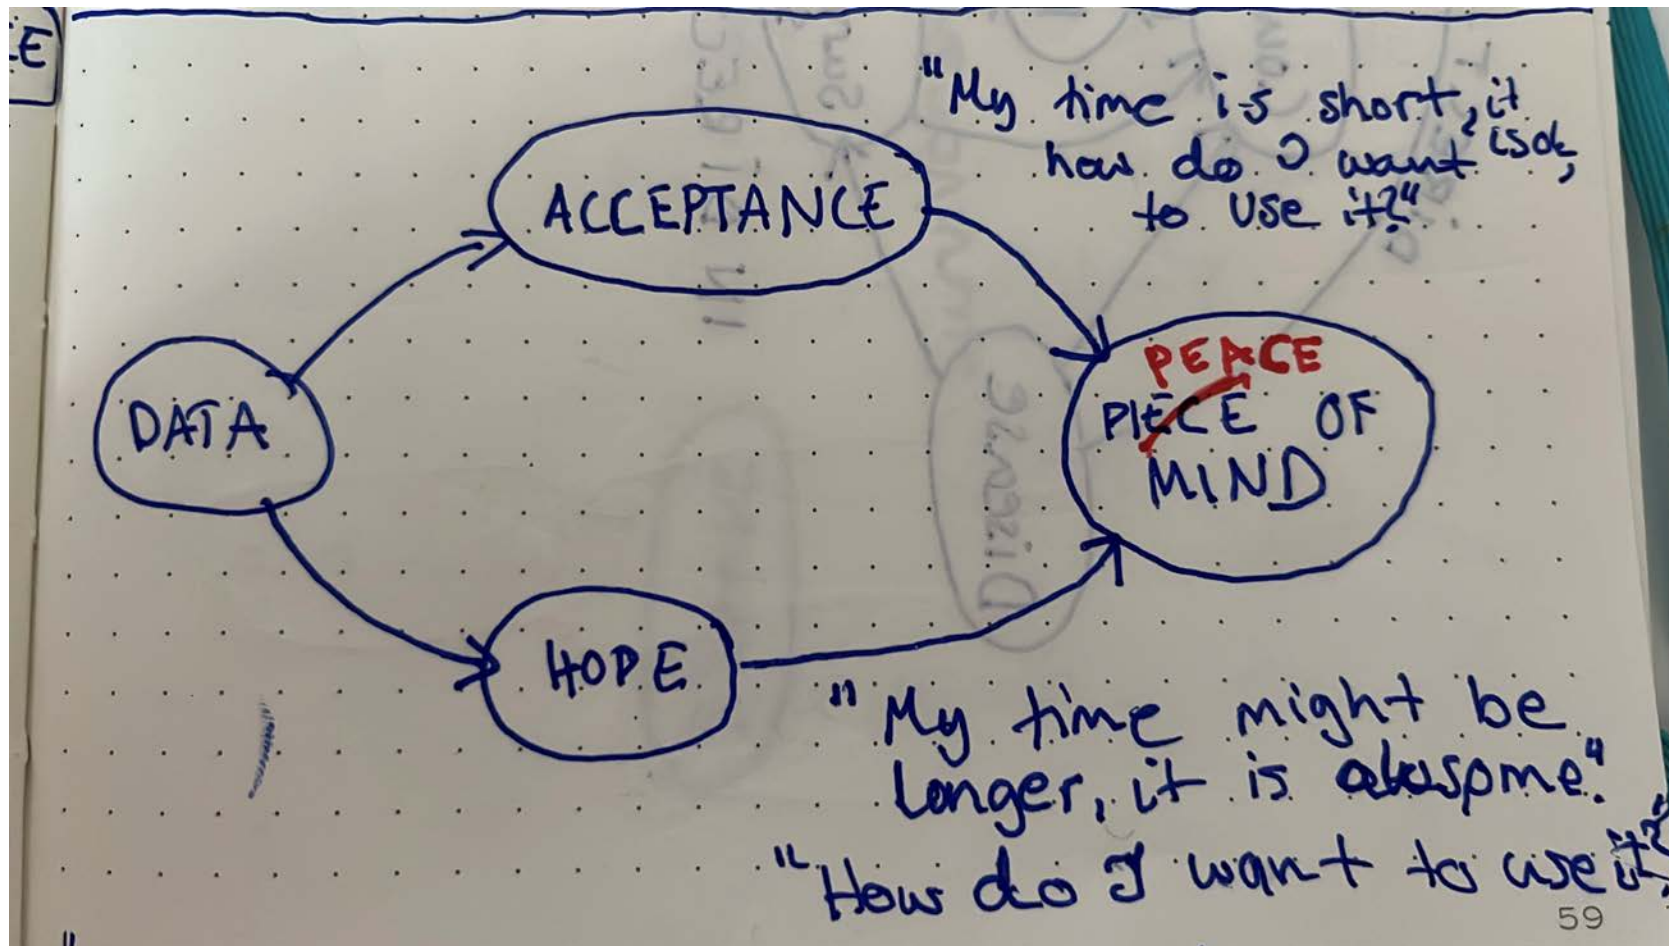 "My time is short, it
is ok,
how do I want
to use it?"
ACCEPTANCE
DATA
PEACE
PIECE OF
MIND
Disease
HOPE
"My time might be
longer, it is awesome."
"How do I want to use it?"
59